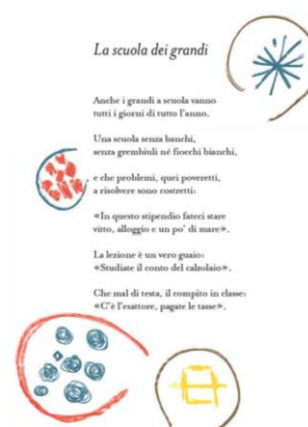 La scuola dei grandi
Anche i grandi a scuola vanno
tutti i giorni di tutto l'anno.
Una scuola senza banchi,
senza grembiuli né fiocchi bianchi,
e che problemi, quei poveretti,
a risolvere sono costretti:
«In questo stipendio fateci stare
vitto, alloggio e un po' di mare».
La lezione è un vero guaio:
«Studiate il conto del calzolaio».
Che mal di testa, il compito in classe:
«C'è l'esattore, pagate le tasse».